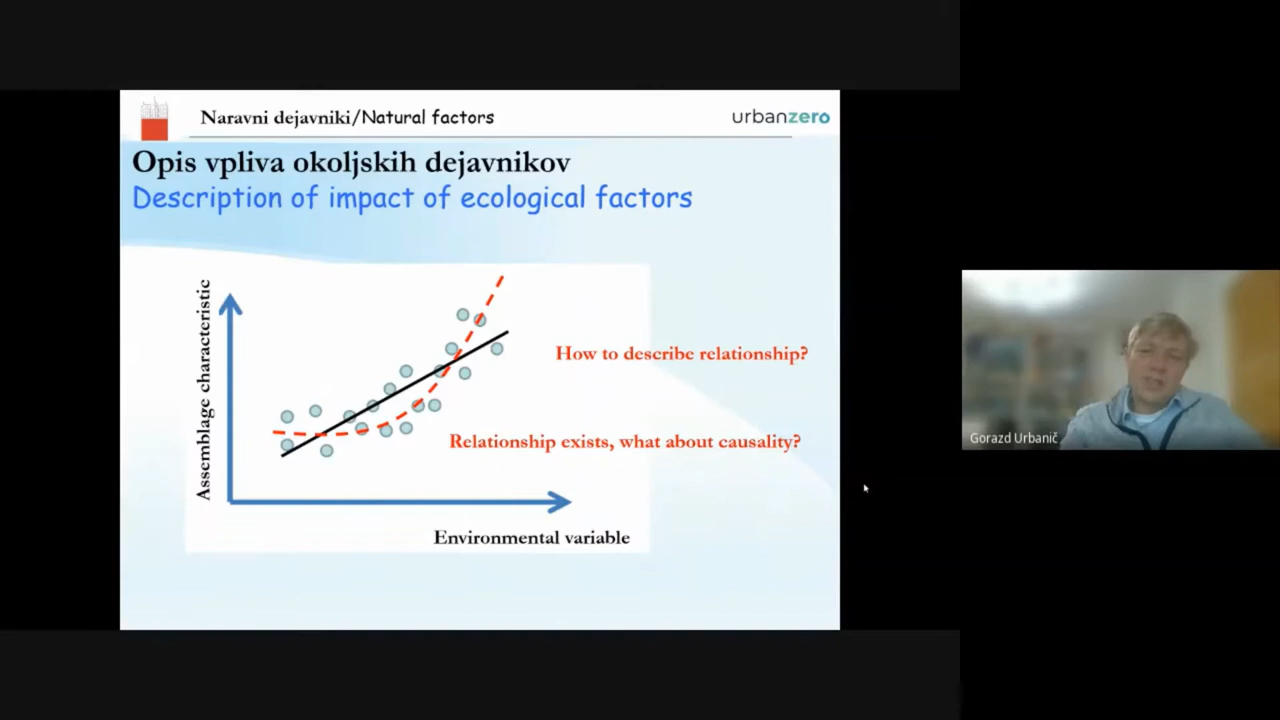 Naravni dejavniki/Natural factors
urbanzero
Opis vpliva okoljskih dejavnikov
Description of impact of ecological factors
Assemblage characteristic
How to describe relationship?
Relationship exists, what about causality?
Environmental variable
Gorazd Urbanič